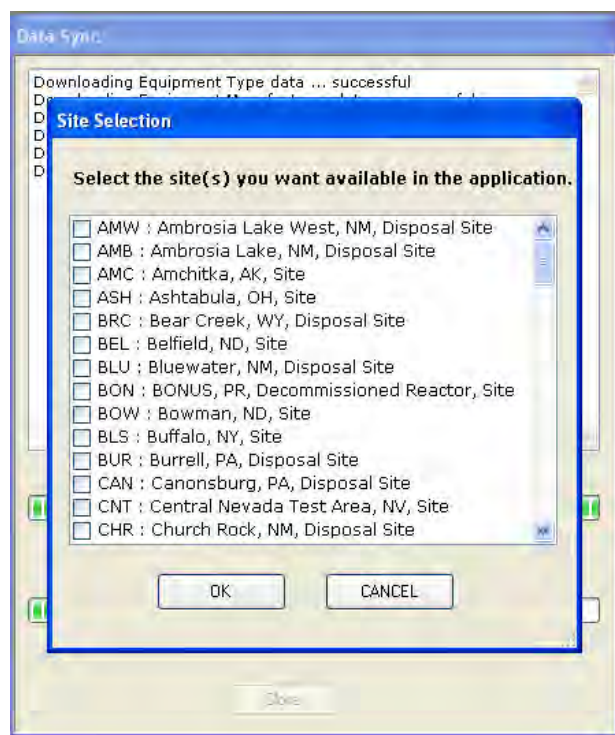 Data Sync
Downloading Equipment Type data ... successful
D
D
D
D
D
Site Selection
Select the site(s) you want available in the application.
AMW : Ambrosia Lake West, NM, Disposal Site
AMB : Ambrosia Lake, NM, Disposal Site
AMC : Amchitka, AK, Site
ASH : Ashtabula, OH, Site
BRC : Bear Creek, WY, Disposal Site
BEL : Belfield, ND, Site
BLU : Bluewater, NM, Disposal Site
BON : BONUS, PR, Decommissioned Reactor, Site
BOW : Bowman, ND, Site
BLS : Buffalo, NY, Site
BUR : Burrell, PA, Disposal Site
CAN : Canonsburg, PA, Disposal Site
CNT : Central Nevada Test Area, NV, Site
CHR : Church Rock, NM, Disposal Site
OK CANCEL
Close